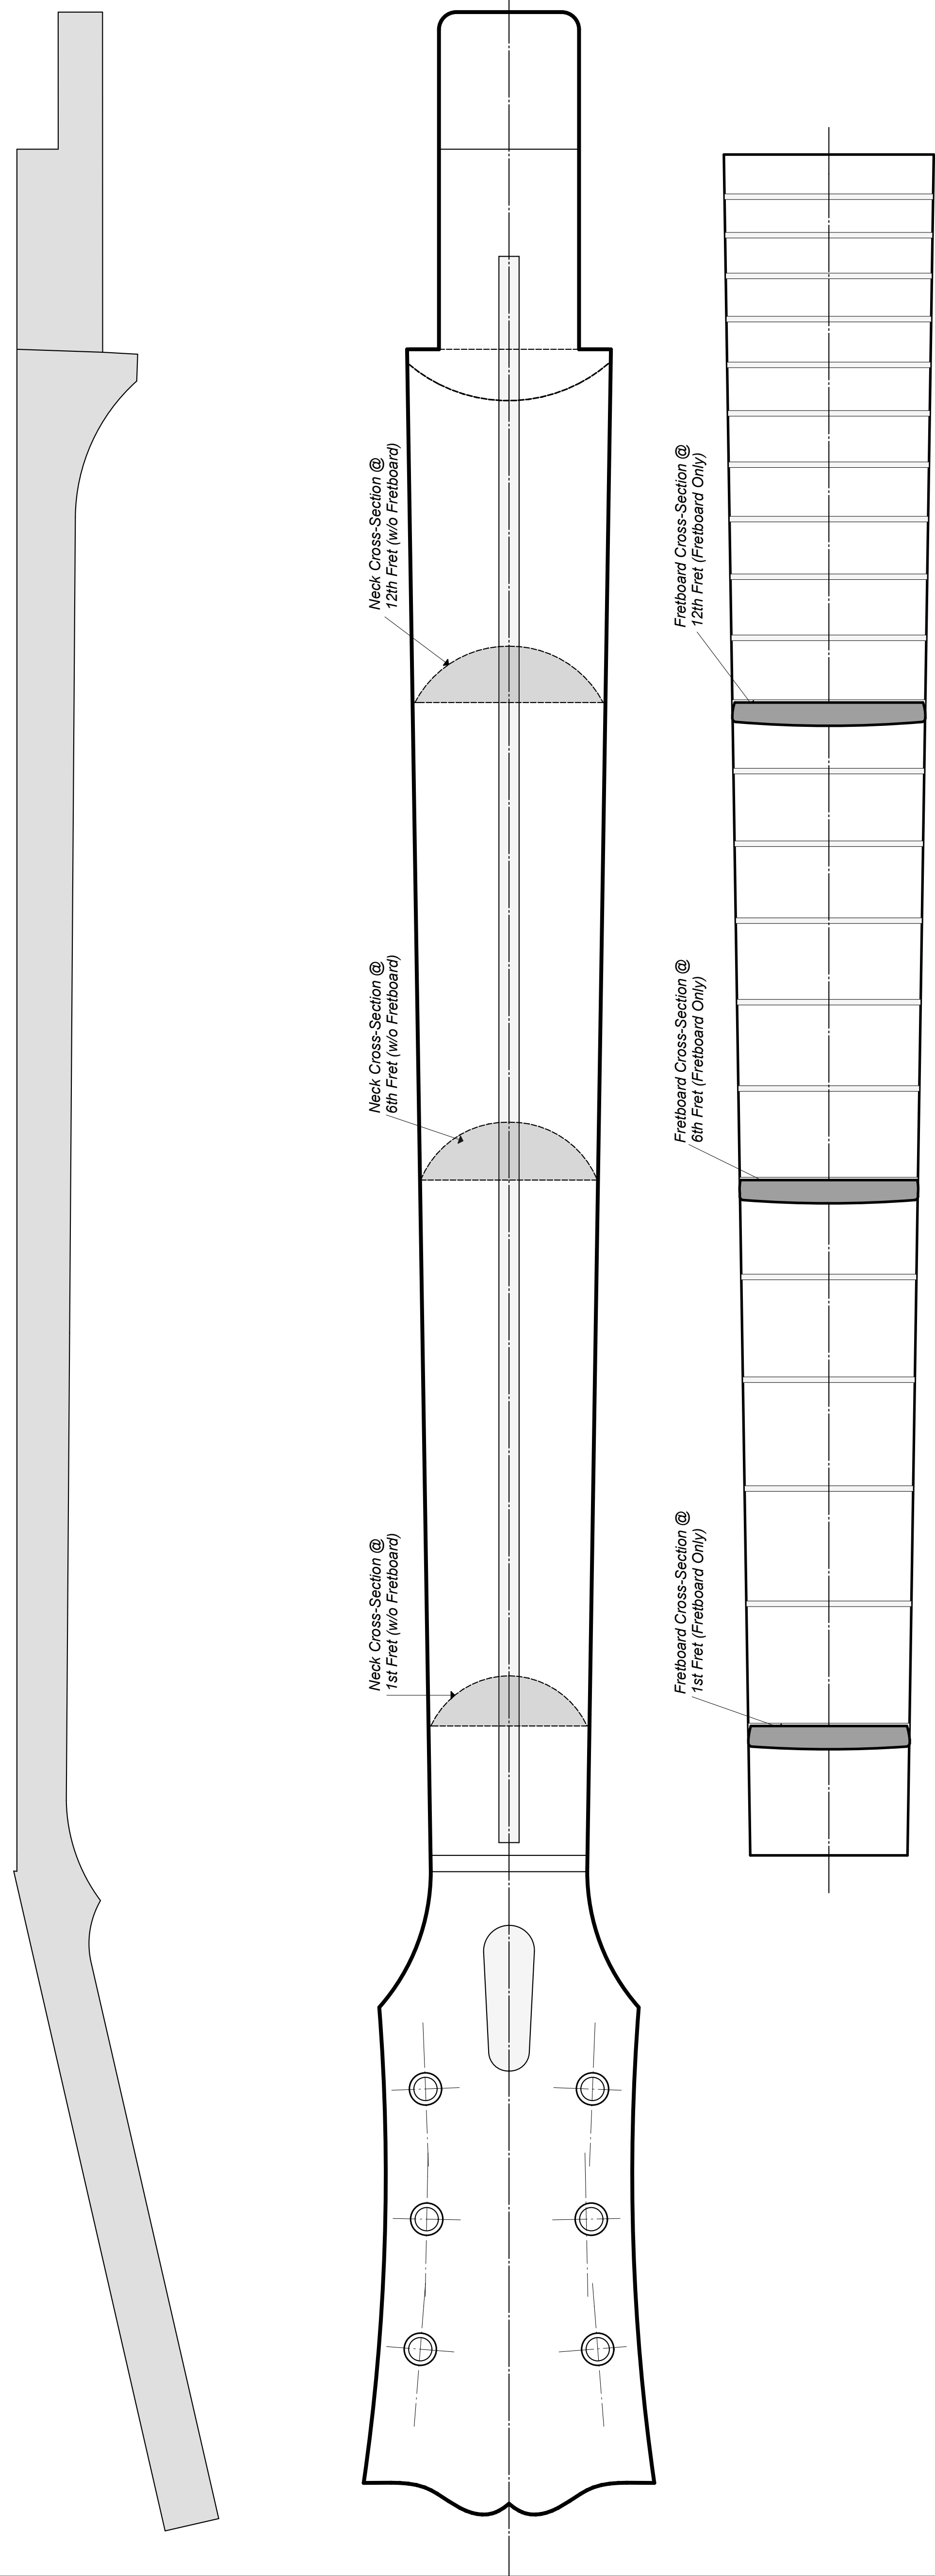 Neck Cross-Section @
12th Fret (w/o Fretboard)
Fretboard Cross-Section @
12th Fret (Fretboard Only)
Neck Cross-Section @
6th Fret (w/o Fretboard)
Fretboard Cross-Section @
6th Fret (Fretboard Only)
Neck Cross-Section @
1st Fret (w/o Fretboard)
Fretboard Cross-Section @
1st Fret (Fretboard Only)